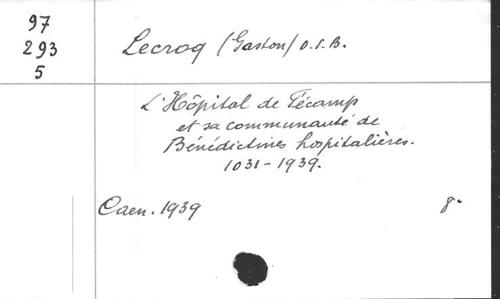 97
293
5
Lecroq (Gaston) O.S.B.
L'Hôpital de Fécamp
et sa communauté de
Bénédictines hospitalières.
1031-1939.
Caen. 1939
8°